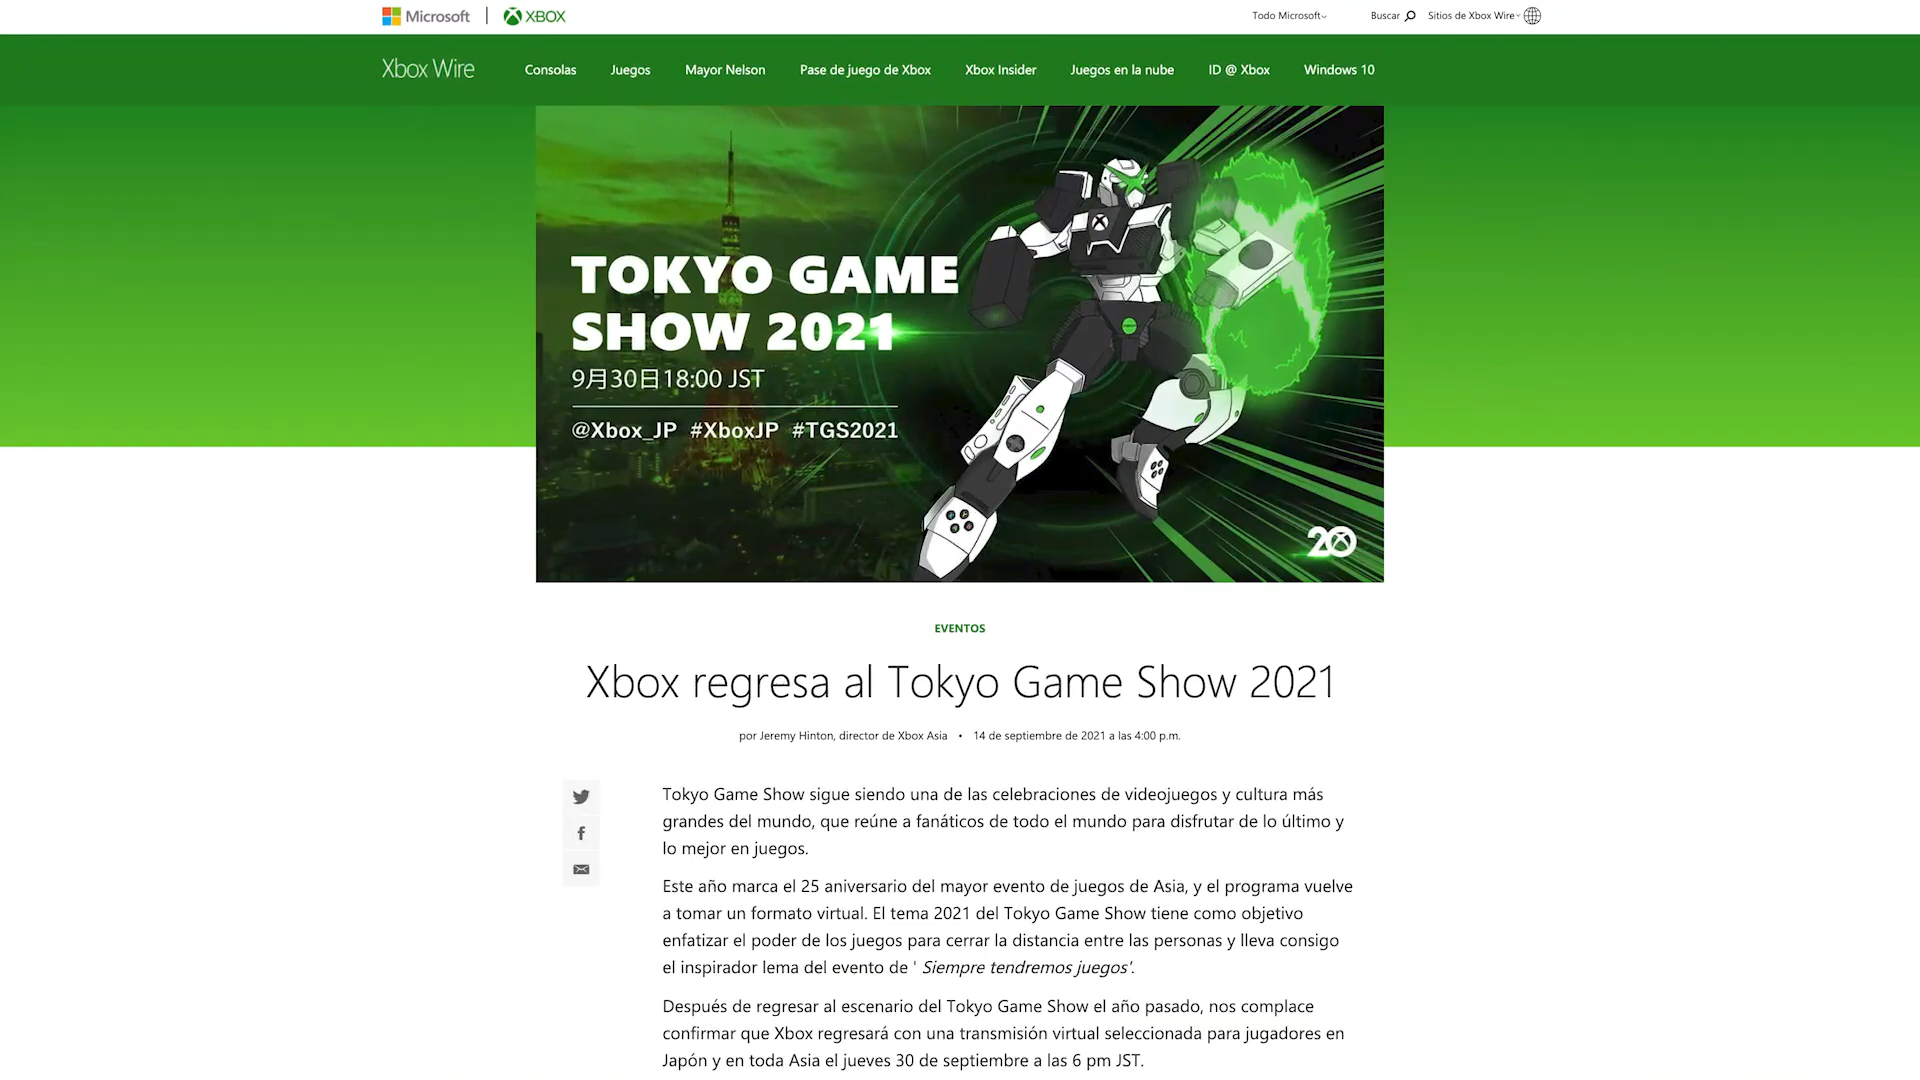 Microsoft | XBOX
Todo Microsoft
Buscar
Sitios de Xbox Wire
Xbox Wire
Consolas
Juegos
Mayor Nelson
Pase de juego de Xbox
Xbox Insider
Juegos en la nube
ID @ Xbox
Windows 10
TOKYO GAME
SHOW 2021
9月30日18:00 JST
@Xbox_JP #XboxJP #TGS2021
20
EVENTOS
Xbox regresa al Tokyo Game Show 2021
por Jeremy Hinton, director de Xbox Asia • 14 de septiembre de 2021 a las 4:00 p.m.
Tokyo Game Show sigue siendo una de las celebraciones de videojuegos y cultura más
grandes del mundo, que reúne a fanáticos de todo el mundo para disfrutar de lo último y
lo mejor en juegos.
Este año marca el 25 aniversario del mayor evento de juegos de Asia, y el programa vuelve
a tomar un formato virtual. El tema 2021 del Tokyo Game Show tiene como objetivo
enfatizar el poder de los juegos para cerrar la distancia entre las personas y lleva consigo
el inspirador lema del evento de ' Siempre tendremos juegos'.
Después de regresar al escenario del Tokyo Game Show el año pasado, nos complace
confirmar que Xbox regresará con una transmisión virtual seleccionada para jugadores en
Japón y en toda Asia el jueves 30 de septiembre a las 6 pm JST.